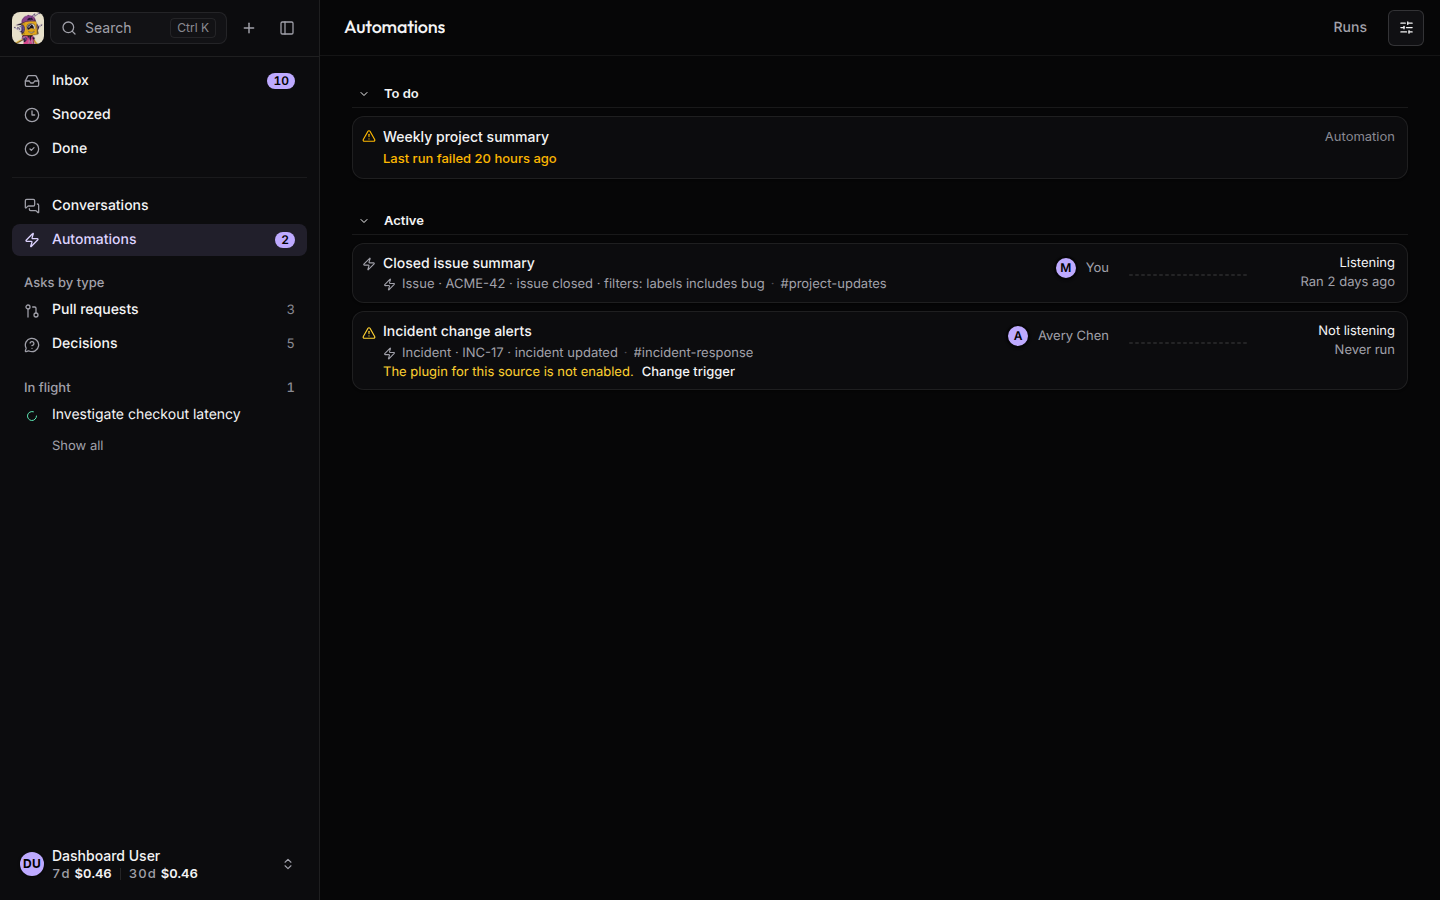 Search Ctrl K
Automations
Runs
Inbox 10
Snoozed
Done
Conversations
Automations 2
Asks by type
Pull requests 3
Decisions 5
In flight 1
Investigate checkout latency
Show all
To do
Weekly project summary
Automation
Last run failed 20 hours ago
Active
Closed issue summary
M You
Listening
Issue · ACME-42 · issue closed · filters: labels includes bug · #project-updates
Ran 2 days ago
Incident change alerts
A Avery Chen
Not listening
Incident · INC-17 · incident updated · #incident-response
Never run
The plugin for this source is not enabled. Change trigger
DU Dashboard User
7d $0.46 30d $0.46